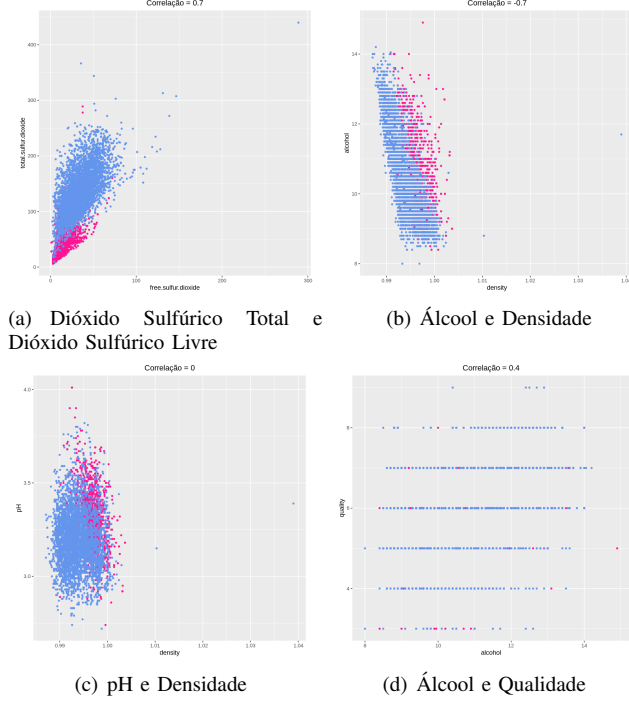 Correlação = 0.7
Correlação = -0.7
400
300
200
100
0
total.sulfur.dioxide
0
100
200
300
free.sulfur.dioxide
14
12
10
8
alcohol
0.99
1.00
1.01
1.02
1.03
1.04
density
(a) Dióxido Sulfúrico Total e
Dióxido Sulfúrico Livre
(b) Álcool e Densidade
Correlação = 0
Correlação = 0.4
4.0
3.5
3.0
pH
0.99
1.00
1.01
1.02
1.03
1.04
density
8
6
4
quality
8
10
12
14
alcohol
(c) pH e Densidade
(d) Álcool e Qualidade